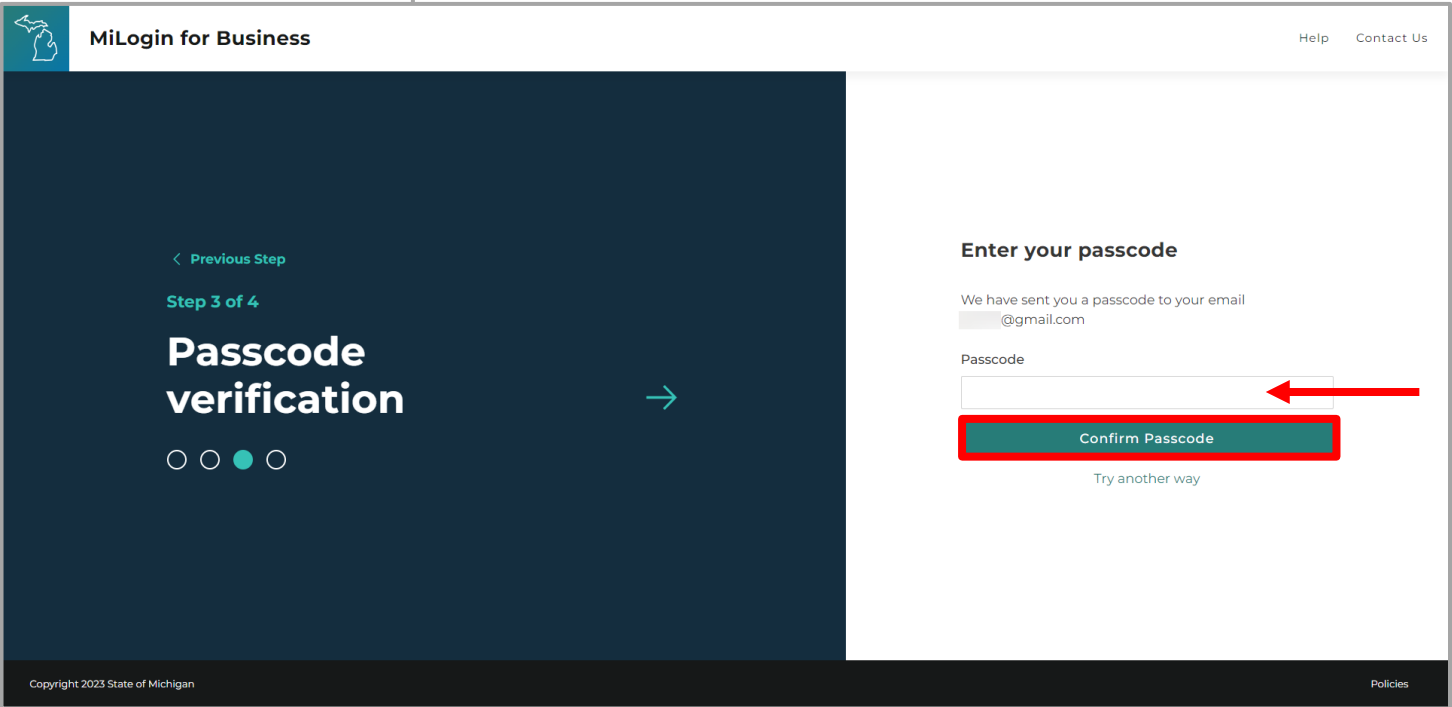 MiLogin for Business
Help
Contact Us
Previous Step
Step 3 of 4
Passcode
verification
Enter your passcode
We have sent you a passcode to your email
@gmail.com
Passcode
Confirm Passcode
Try another way
Copyright 2023 State of Michigan
Policies